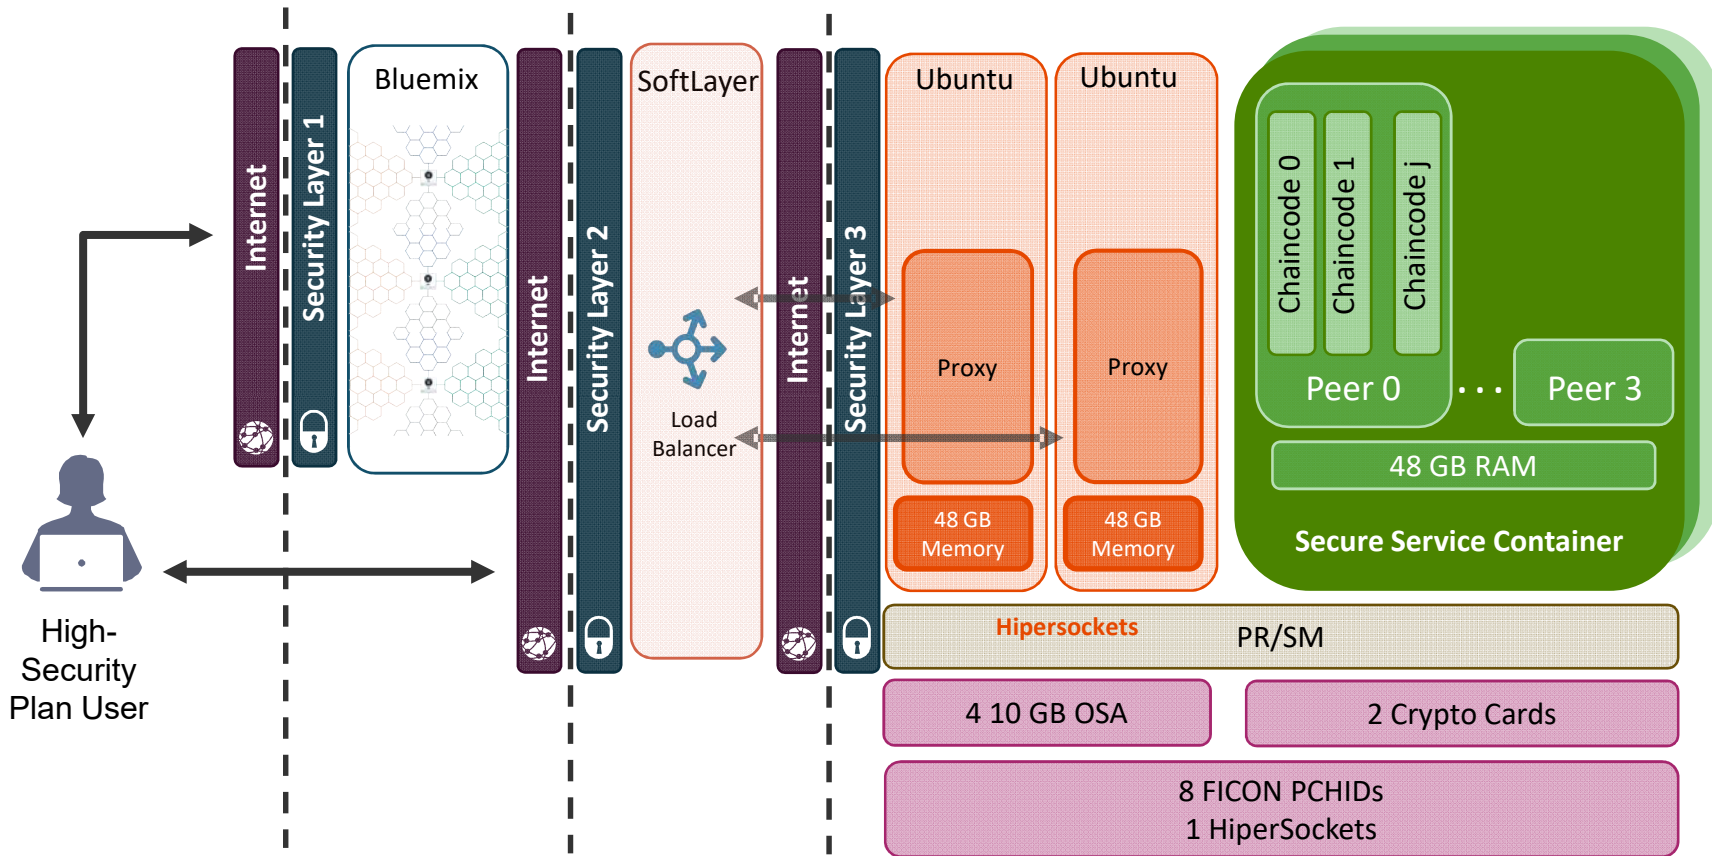 Internet
Security Layer 1
Bluemix
Internet
Security Layer 2
SoftLayer
Load
Balancer
Internet
Security Layer 3
Ubuntu
Proxy
48 GB
Memory
Ubuntu
Proxy
48 GB
Memory
Chaincode 0
Chaincode 1
Chaincode j
Peer 0
...
Peer 3
48 GB RAM
Secure Service Container
High-
Security
Plan User
Hipersockets
PR/SM
4 10 GB OSA
2 Crypto Cards
8 FICON PCHIDs
1 HiperSockets